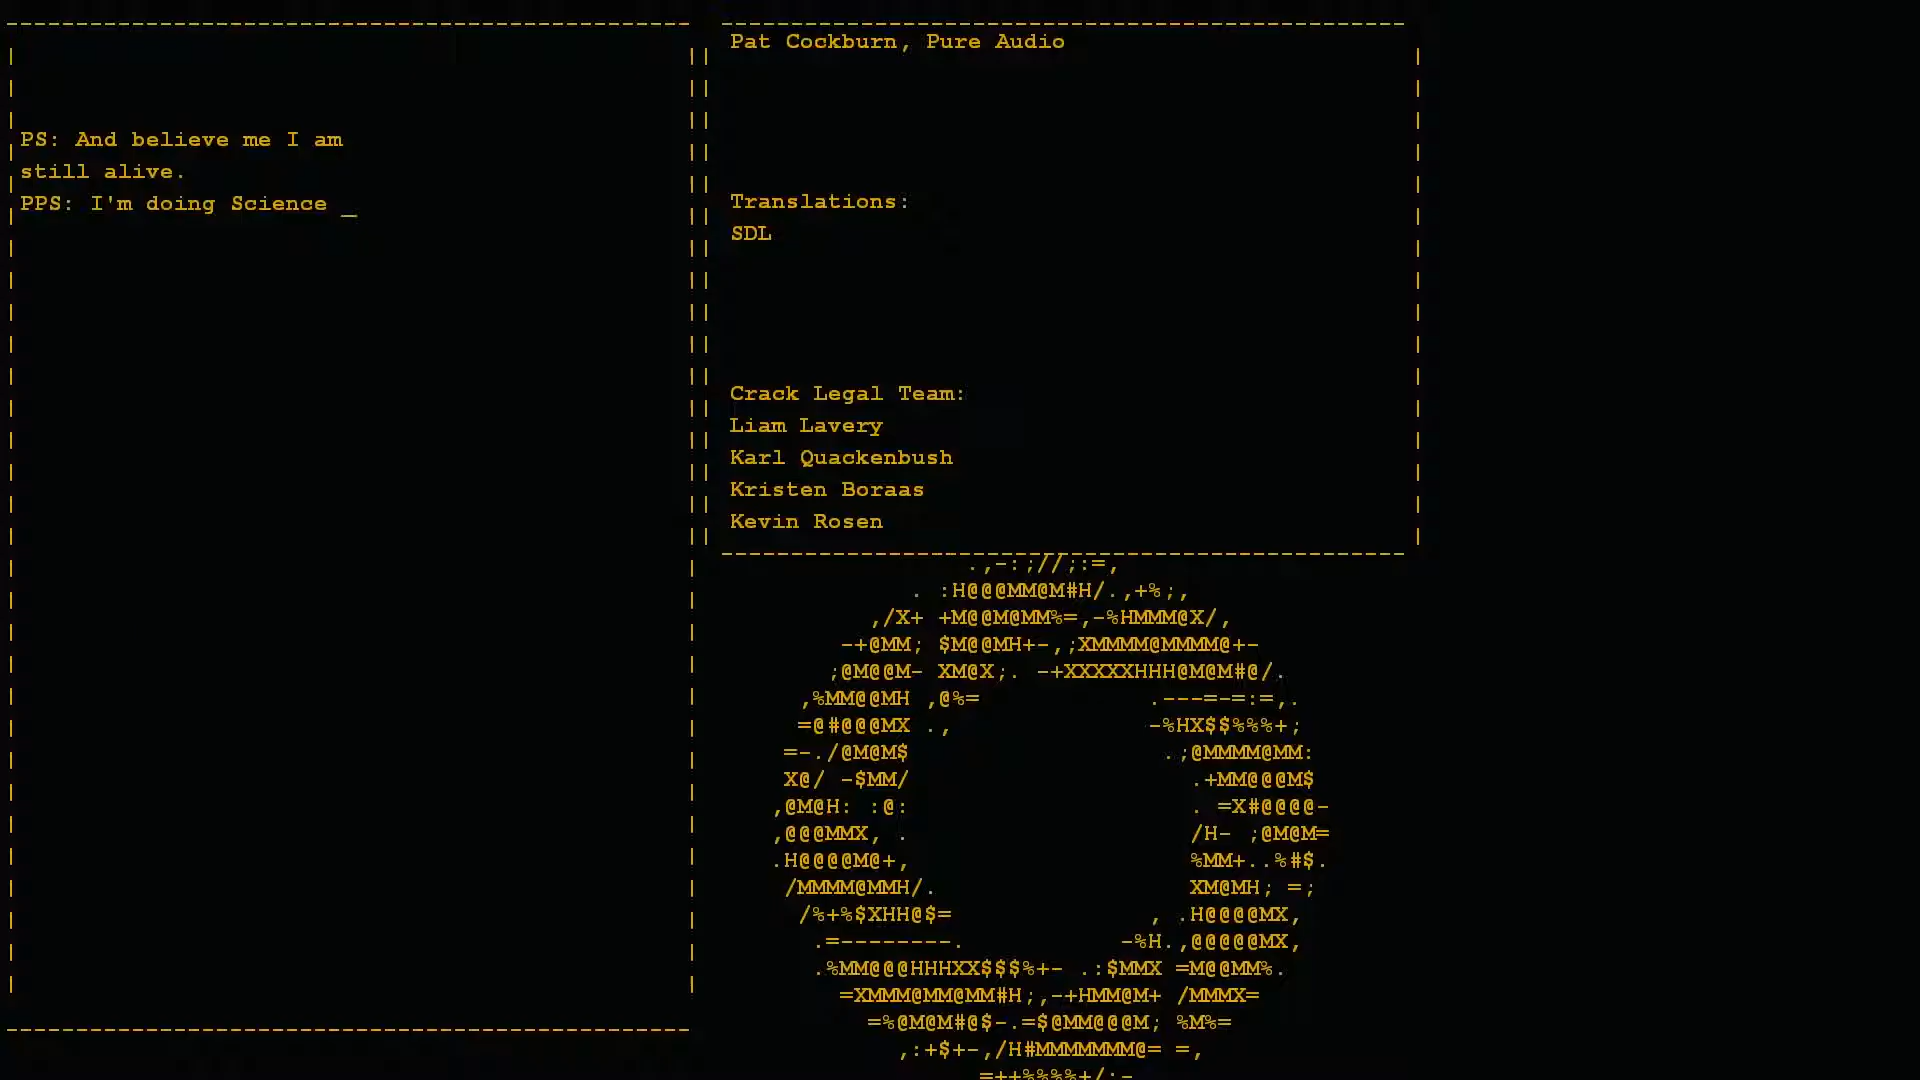 PS: And believe me I am
still alive.
PPS: I'm doing Science _
Pat Cockburn, Pure Audio
Translations:
SDL
Crack Legal Team:
Liam Lavery
Karl Quackenbush
Kristen Boraas
Kevin Rosen